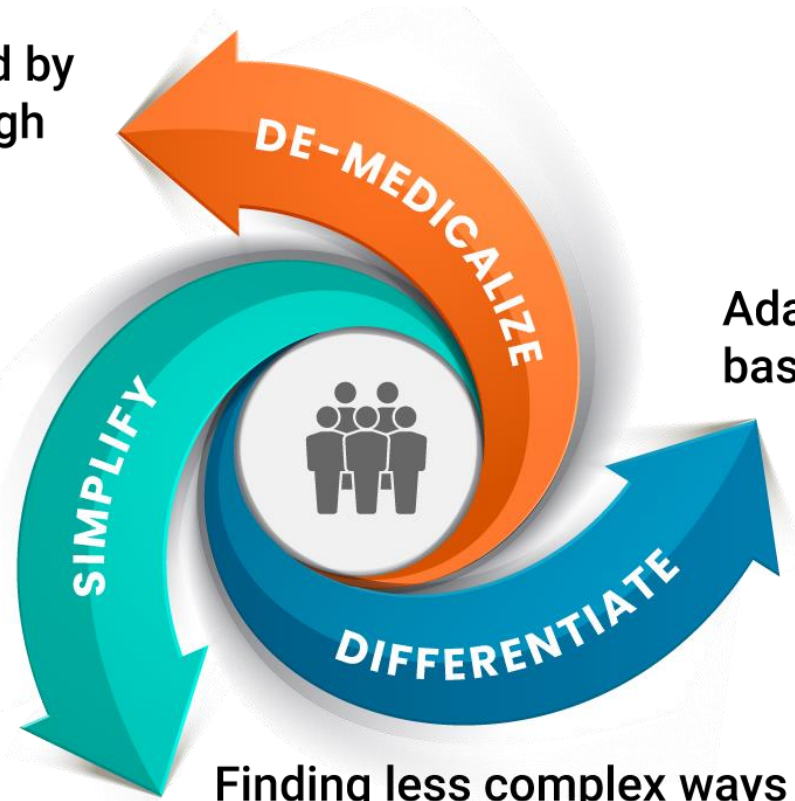 d by
gh
DE-MEDICALIZE
Ada
bas
SIMPLIFY
DIFFERENTIATE
Finding less complex ways